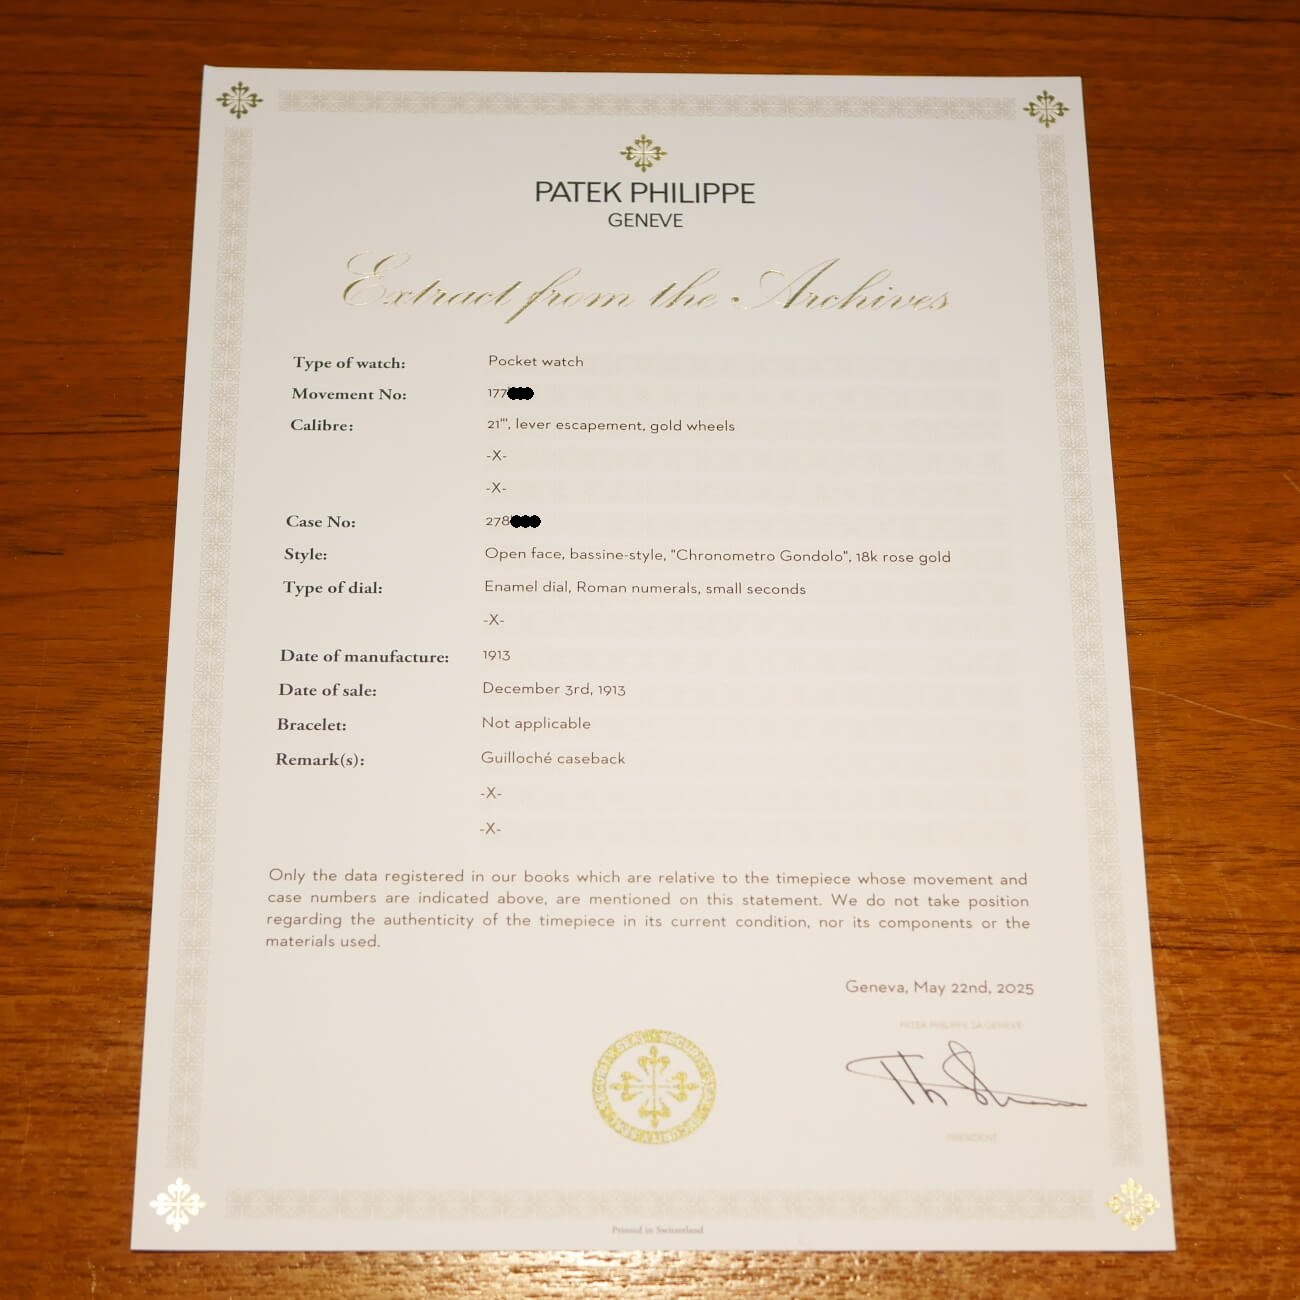 PATEK PHILIPPE
GENEVE
Extract from the Archives
Type of watch: Pocket watch
Movement No: 177
Calibre: 21''', lever escapement, gold wheels
-X-
-X-
Case No: 278
Style: Open face, bassine-style, "Chronometro Gondolo", 18k rose gold
Type of dial: Enamel dial, Roman numerals, small seconds
-X-
Date of manufacture: 1913
Date of sale: December 3rd, 1913
Bracelet: Not applicable
Remark(s): Guilloché caseback
-X-
-X-
Only the data registered in our books which are relative to the timepiece whose movement and
case numbers are indicated above, are mentioned on this statement. We do not take position
regarding the authenticity of the timepiece in its current condition, nor its components or the
materials used.
Geneva, May 22nd, 2025
PATEK PHILIPPE SA GENEVE
PRESIDENT
SECURITY SEAL
Printed in Switzerland